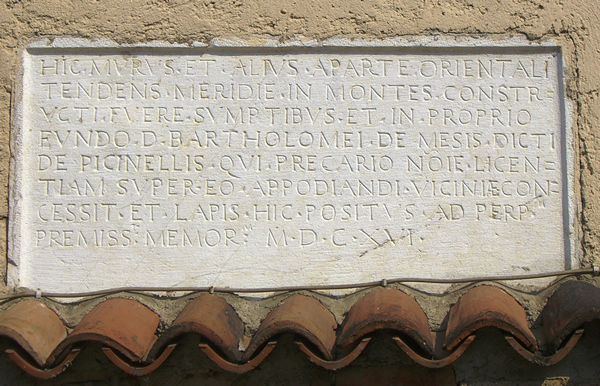 HIC·MVRVS·ET·ALIVS·APARTE·ORIENTALI
TENDENS·MERIDIE·IN·MONTES·CONSTR=
VCTI·FVERE·SVMPTIBVS·ET·IN·PROPRIO
FVNDO·D·BARTHOLOMEI·DE·MESIS·DICTI
DE·PICINELLIS·QVI·PRECARIO·NOIE·LICEN=
TIAM·SVPER·EO·APPODIANDI·VICINIÆ·CON=
CESSIT·ET·LAPIS·HIC·POSITVS·AD·PERP.
PREMISS. MEMOR. M·D·C·XVI·